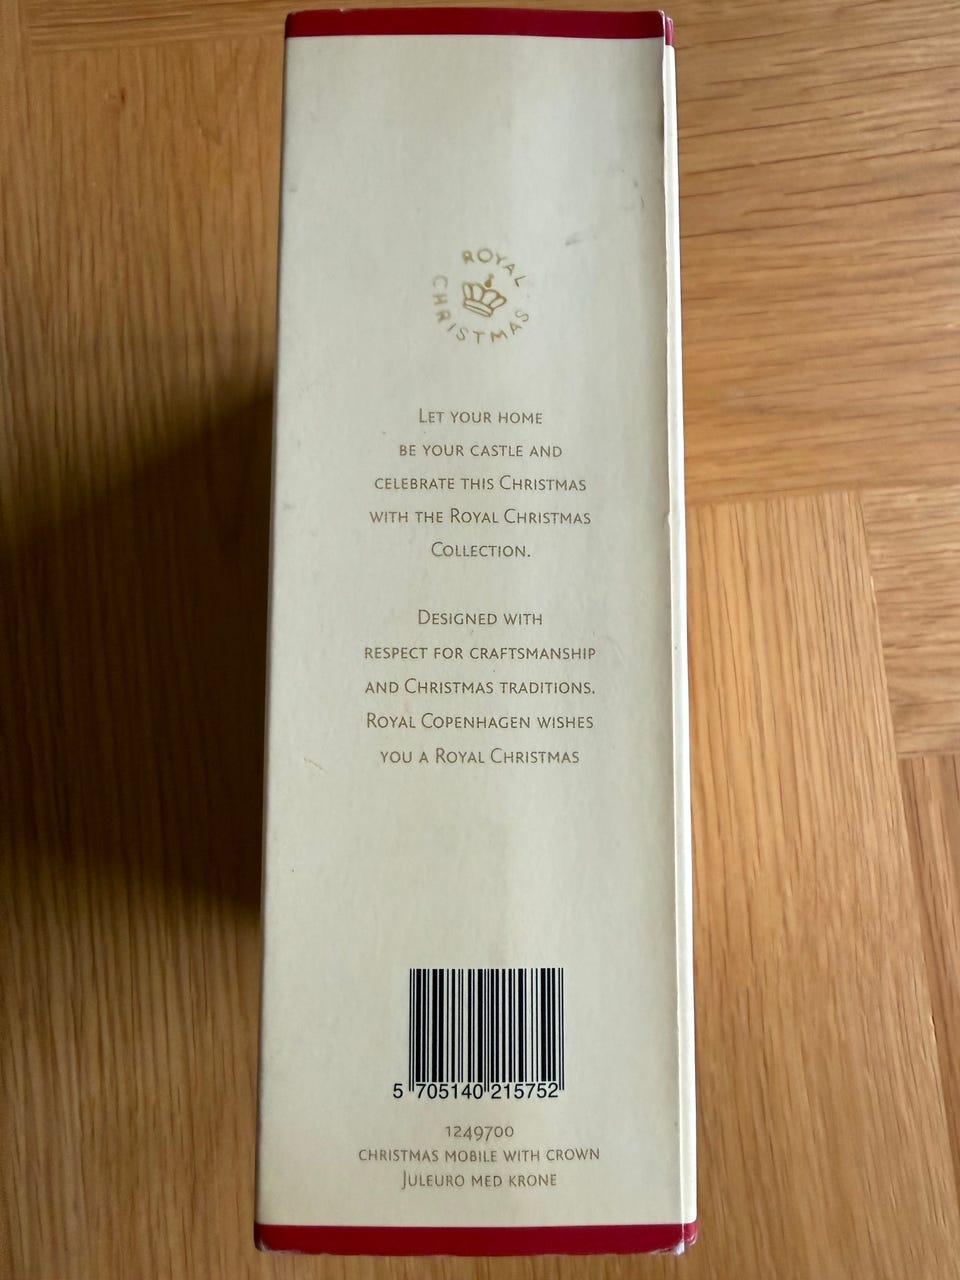 ROYAL CHRISTMAS
LET YOUR HOME
BE YOUR CASTLE AND
CELEBRATE THIS CHRISTMAS
WITH THE ROYAL CHRISTMAS
COLLECTION.
DESIGNED WITH
RESPECT FOR CRAFTSMANSHIP
AND CHRISTMAS TRADITIONS.
ROYAL COPENHAGEN WISHES
YOU A ROYAL CHRISTMAS
5 705140 215752
1249700
CHRISTMAS MOBILE WITH CROWN
JULEURO MED KRONE